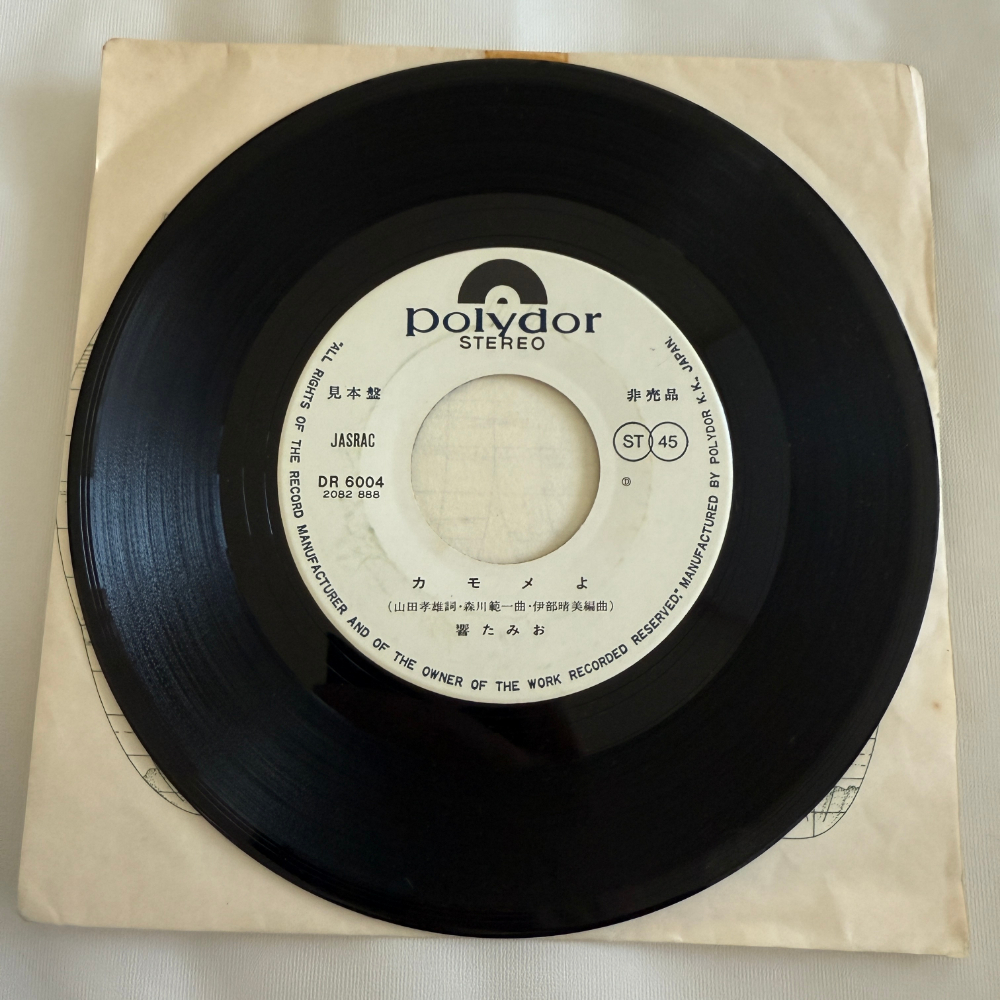 polydor
STEREO
見本盤
非売品
JASRAC
ST 45
DR 6004
2082 888
Ⓓ
カモメよ
(山田孝雄詞・森川範一曲・伊部晴美編曲)
響たみお
"ALL RIGHTS OF THE RECORD MANUFACTURER AND OF THE OWNER OF THE WORK RECORDED RESERVED," MANUFACTURED BY POLYDOR K.K., JAPAN.